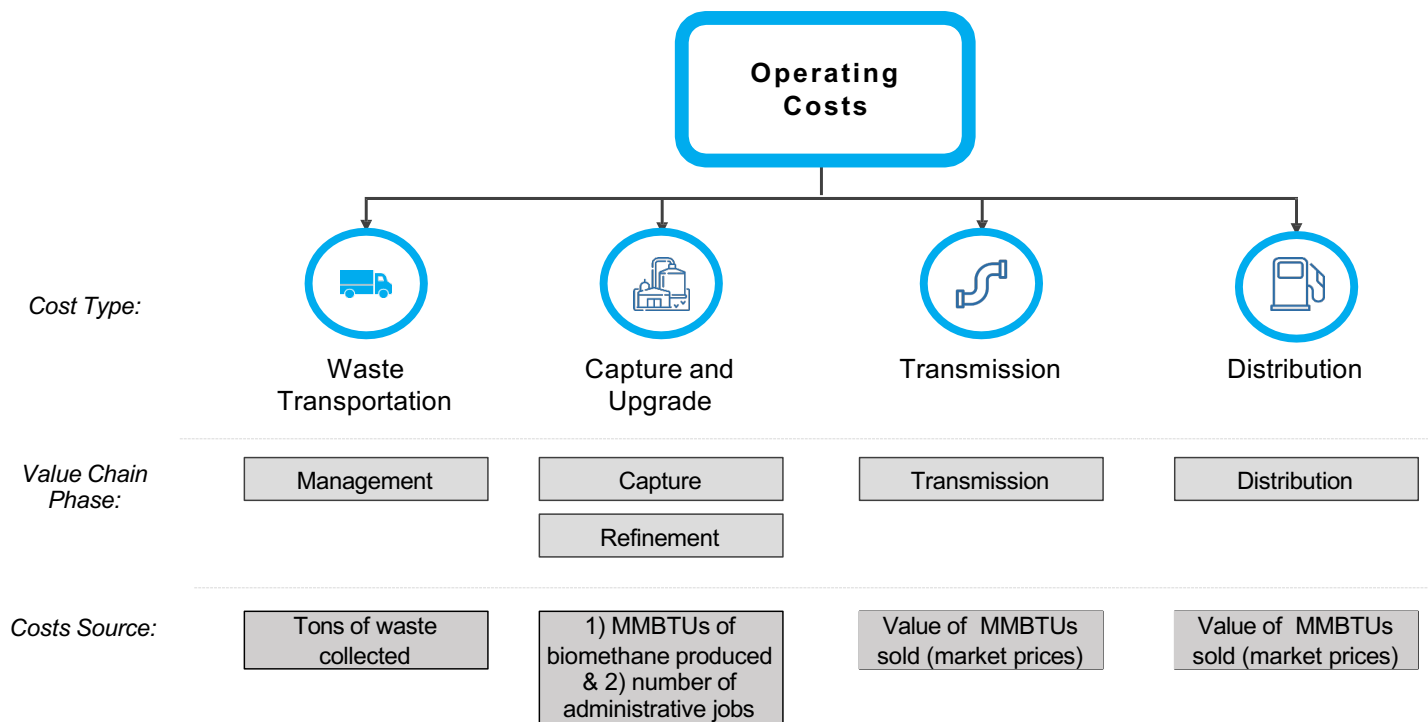 Operating
Costs
Cost Type:
Waste
Transportation
Capture and
Upgrade
Transmission
Distribution
Value Chain
Phase:
Management
Capture
Refinement
Transmission
Distribution
Costs Source:
Tons of waste
collected
1) MMBTUs of
biomethane produced
& 2) number of
administrative jobs
Value of MMBTUs
sold (market prices)
Value of MMBTUs
sold (market prices)